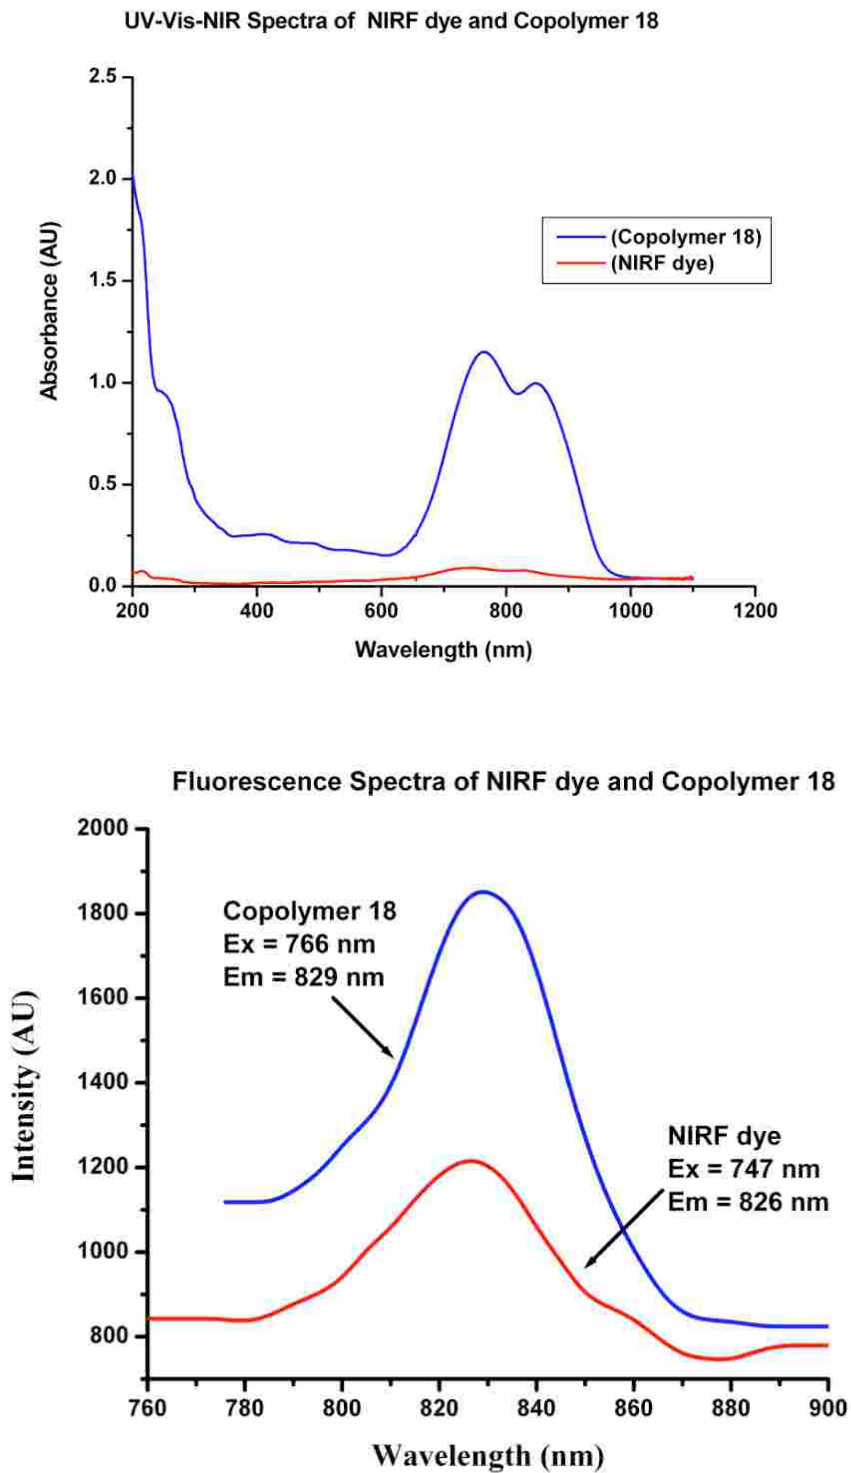 UV-Vis-NIR Spectra of NIRF dye and Copolymer 18
2.5
2.0
1.5
1.0
0.5
0.0
Absorbance (AU)
(Copolymer 18)
(NIRF dye)
200
400
600
800
1000
1200
Wavelength (nm)
Fluorescence Spectra of NIRF dye and Copolymer 18
2000
1800
1600
1400
1200
1000
800
Intensity (AU)
Copolymer 18
Ex = 766 nm
Em = 829 nm
NIRF dye
Ex = 747 nm
Em = 826 nm
760
780
800
820
840
860
880
900
Wavelength (nm)